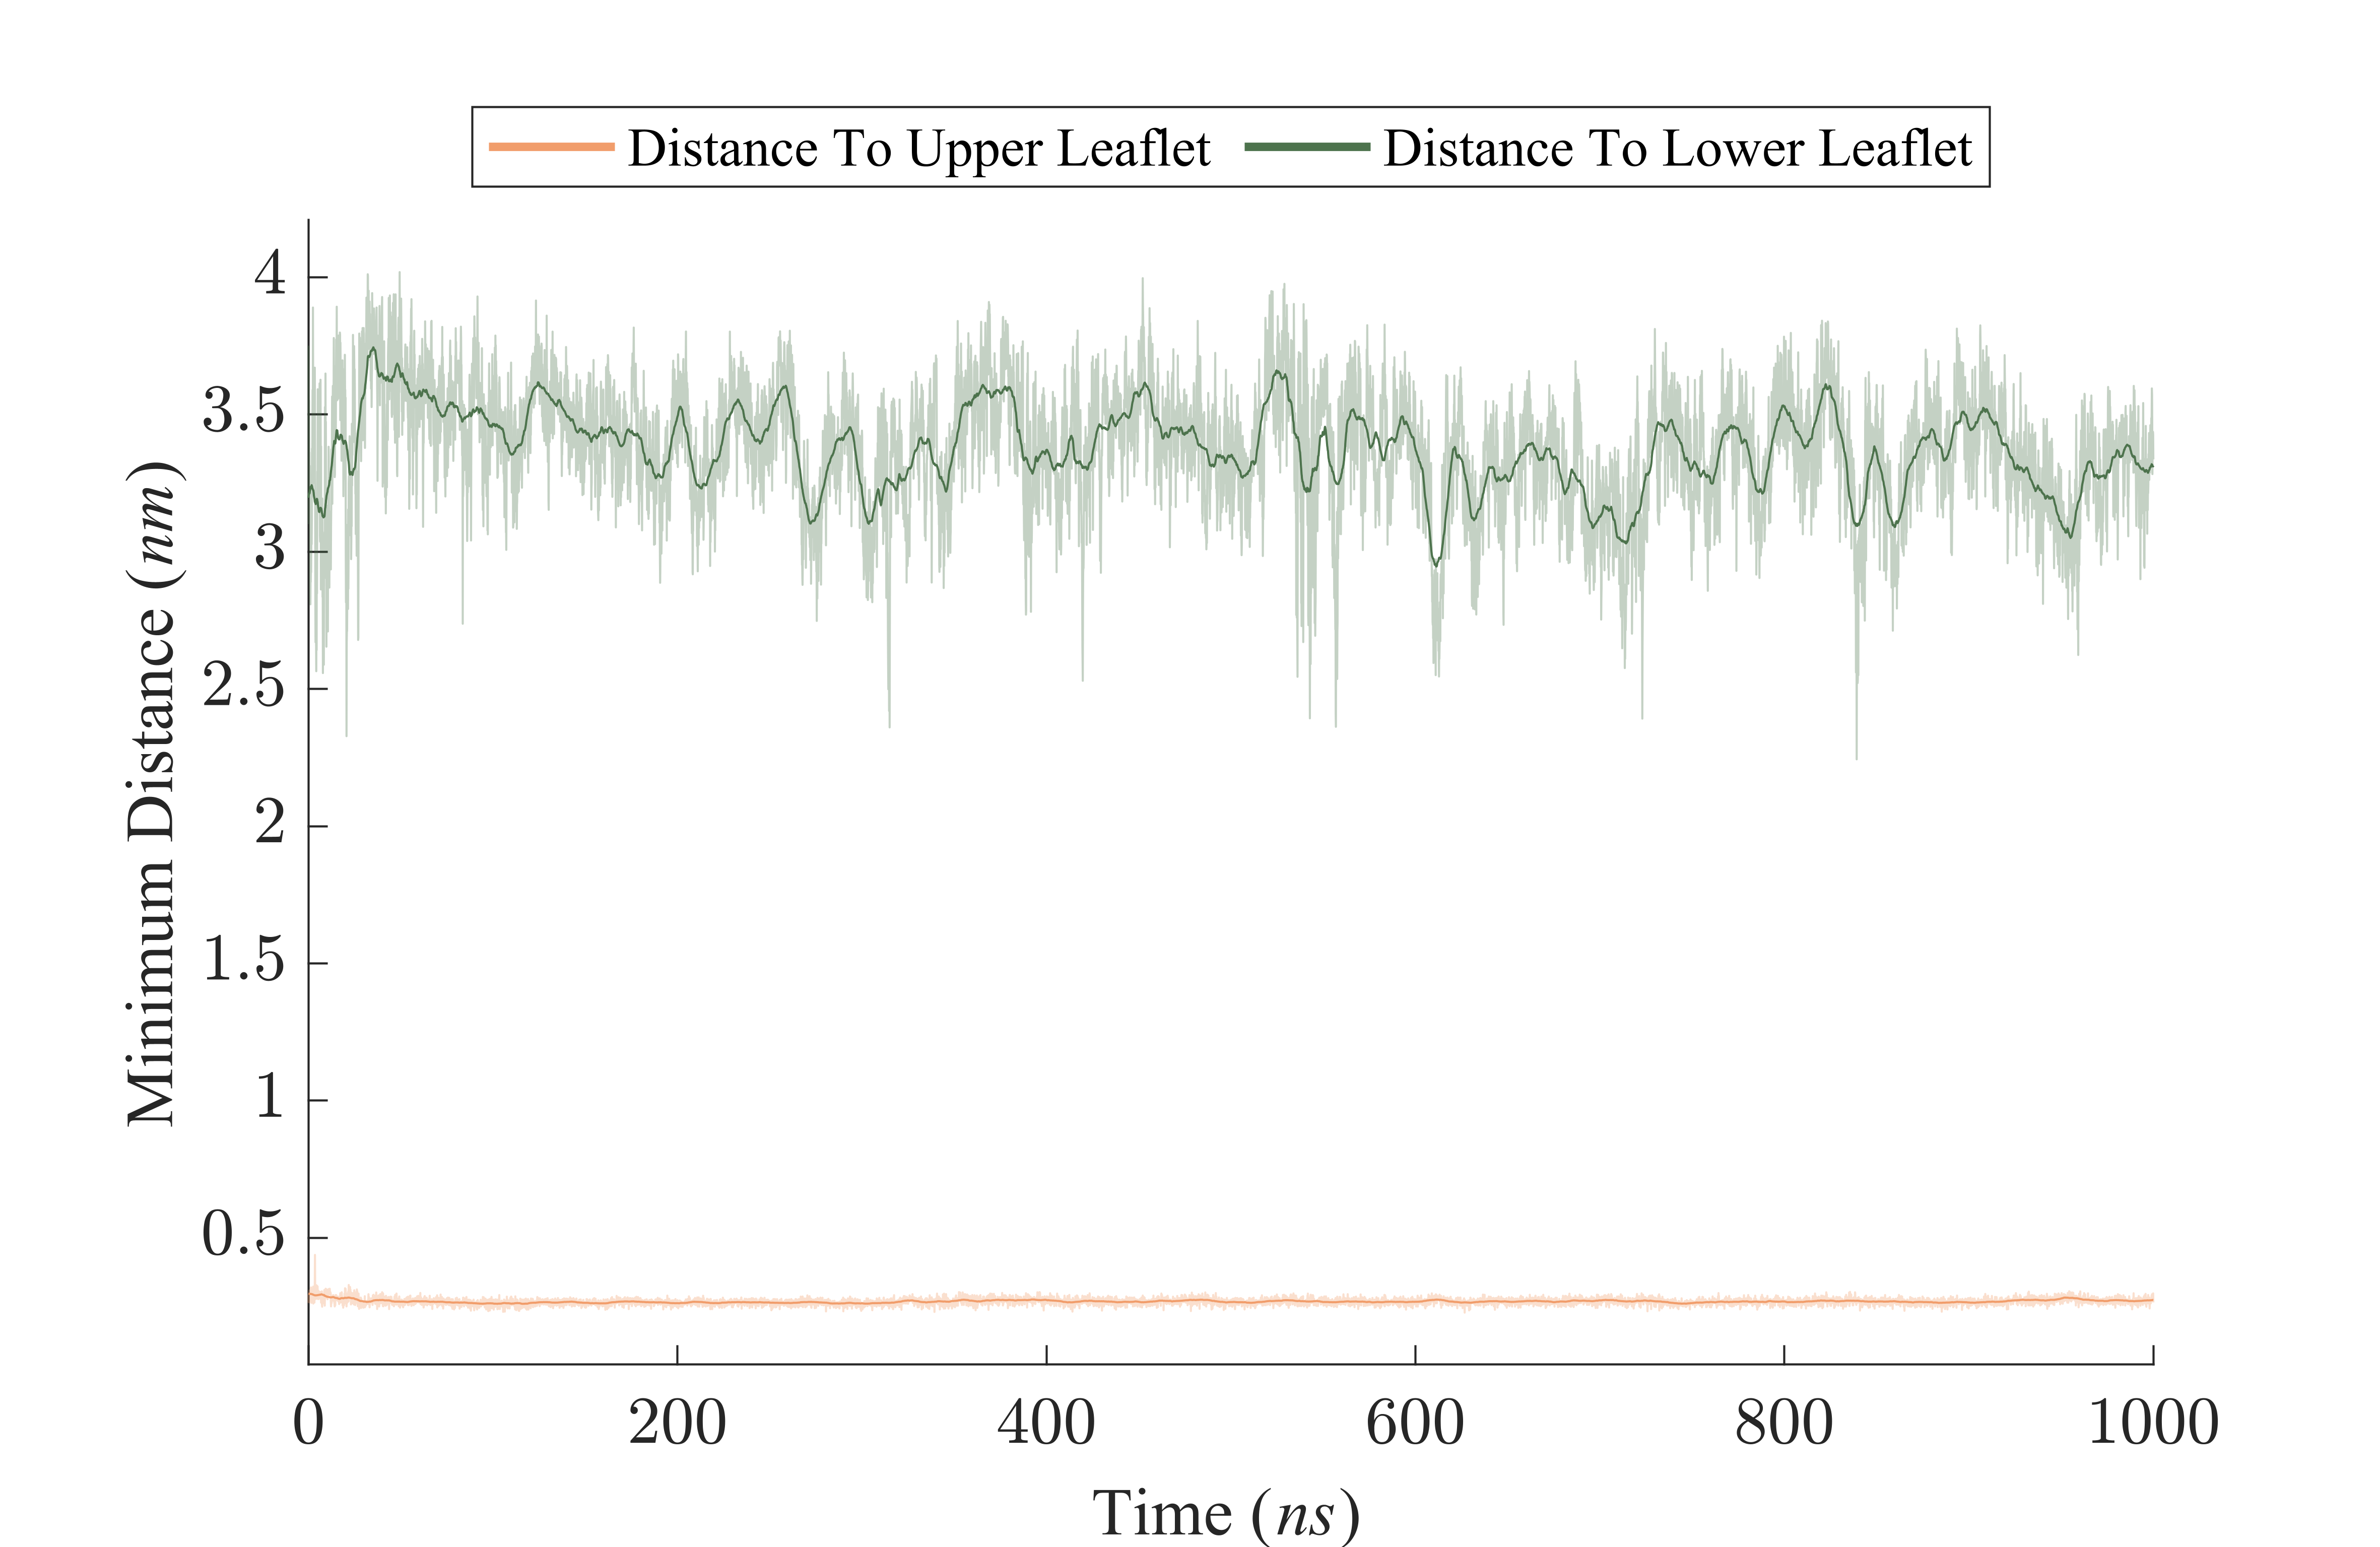 Distance To Upper Leaflet Distance To Lower Leaflet
4
3.5
3
2.5
2
1.5
1
0.5
Minimum Distance (nm)
0 200 400 600 800 1000
Time (ns)